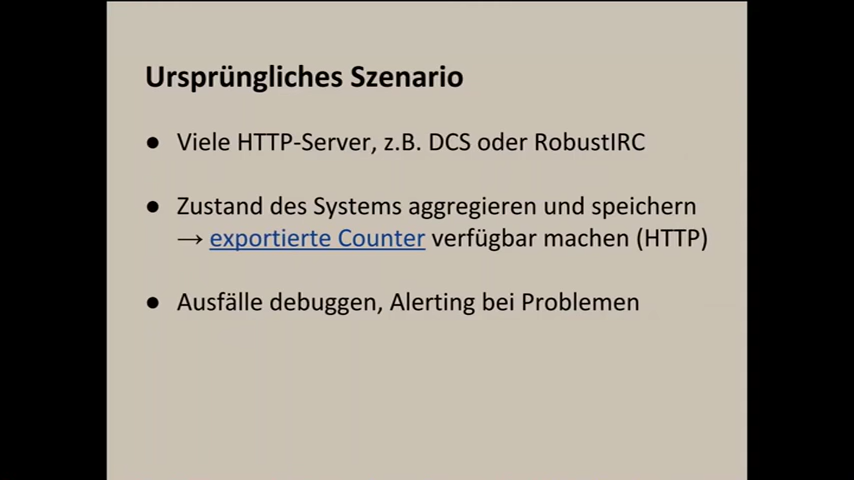 Ursprüngliches Szenario
● Viele HTTP-Server, z.B. DCS oder RobustIRC
● Zustand des Systems aggregieren und speichern
→ exportierte Counter verfügbar machen (HTTP)
● Ausfälle debuggen, Alerting bei Problemen